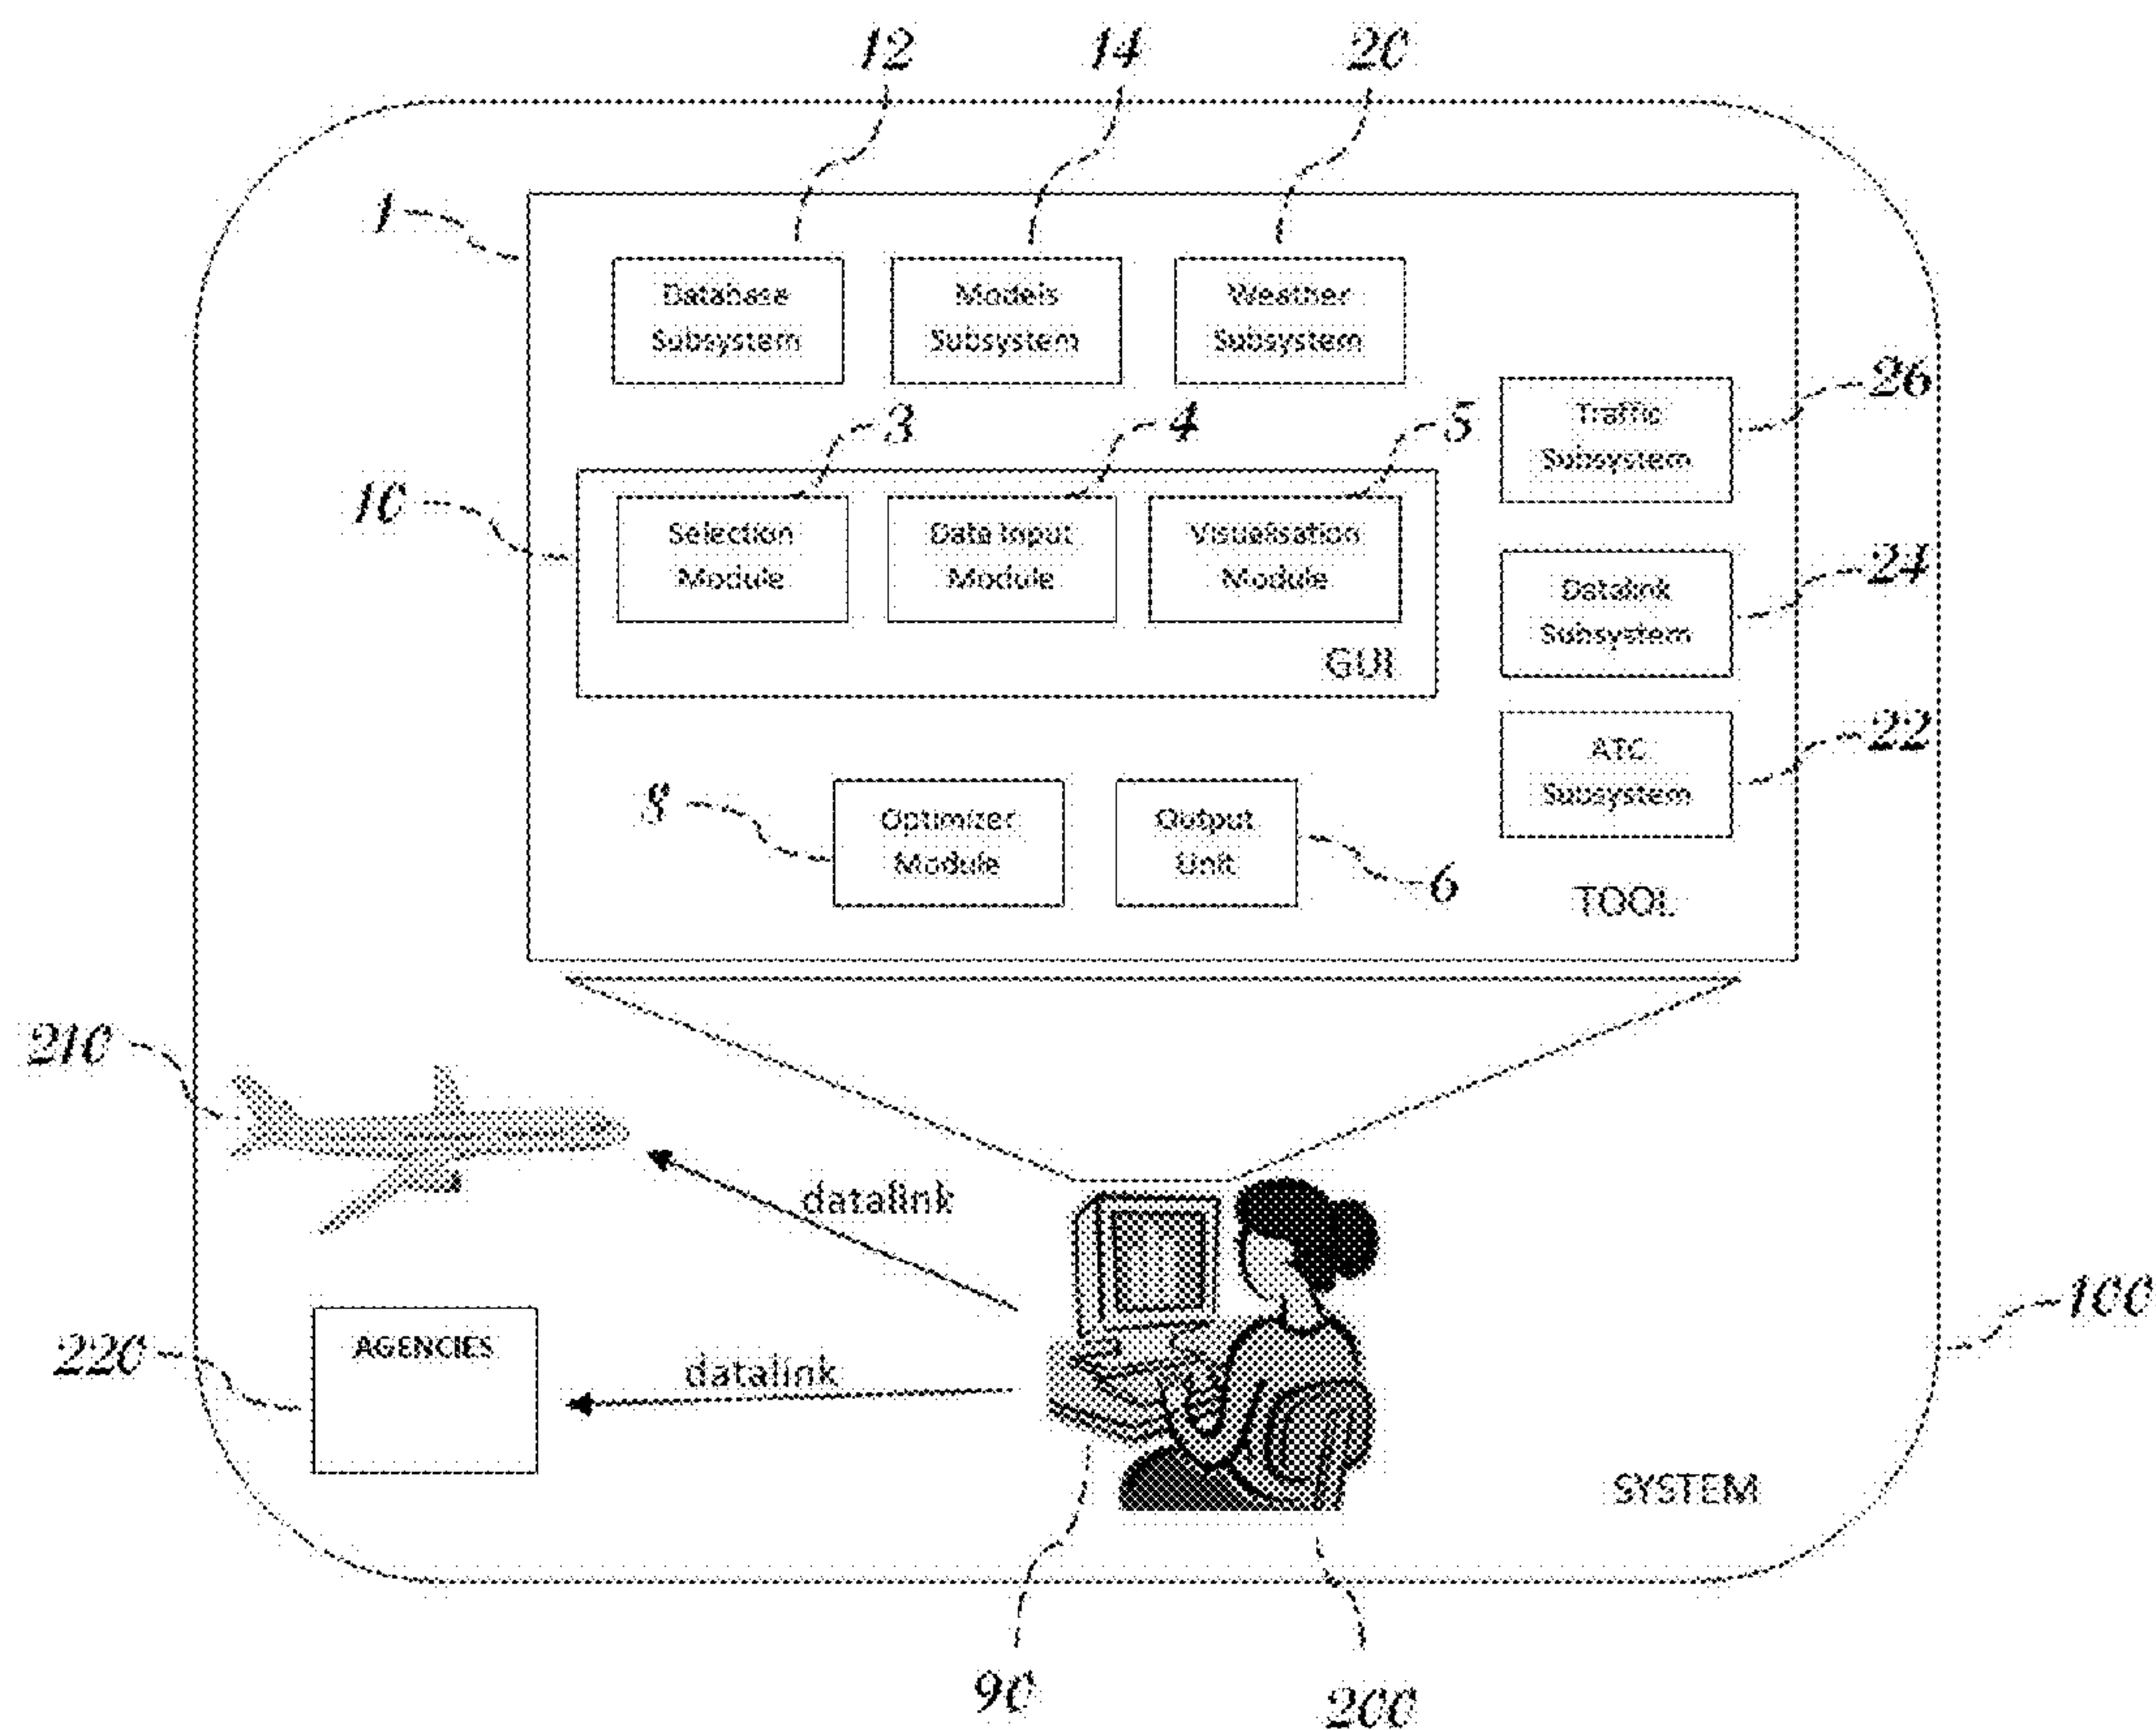 12 14 20
1
Database
Subsystem
Models
Subsystem
Weather
Subsystem
26
Traffic
Subsystem
3 4 5
10
Selection
Module
Data Input
Module
Visualisation
Module
GUI
24
Datalink
Subsystem
22
ATC
Subsystem
8
Optimizer
Module
Output
Unit
6
TOOL
210
datalink
100
220
AGENCIES
datalink
SYSTEM
90
200